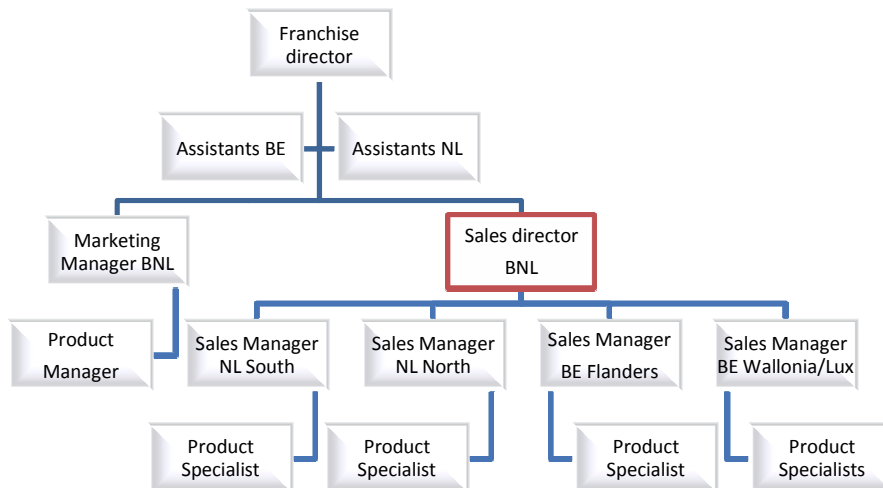 Franchise
director
Assistants BE
Assistants NL
Marketing
Manager BNL
Sales director
BNL
Product
Manager
Sales Manager
NL South
Sales Manager
NL North
Sales Manager
BE Flanders
Sales Manager
BE Wallonia/Lux
Product
Specialist
Product
Specialist
Product
Specialist
Product
Specialists